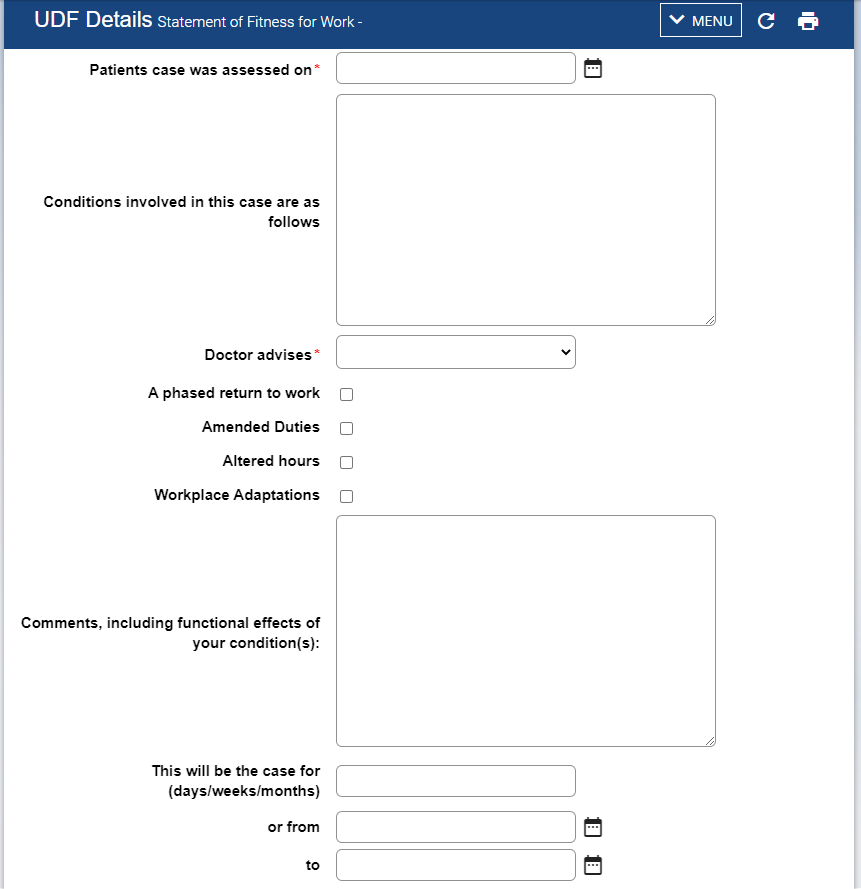 UDF Details Statement of Fitness for Work -
MENU
Patients case was assessed on*
Conditions involved in this case are as
follows
Doctor advises*
A phased return to work
Amended Duties
Altered hours
Workplace Adaptations
Comments, including functional effects of
your condition(s):
This will be the case for
(days/weeks/months)
or from
to